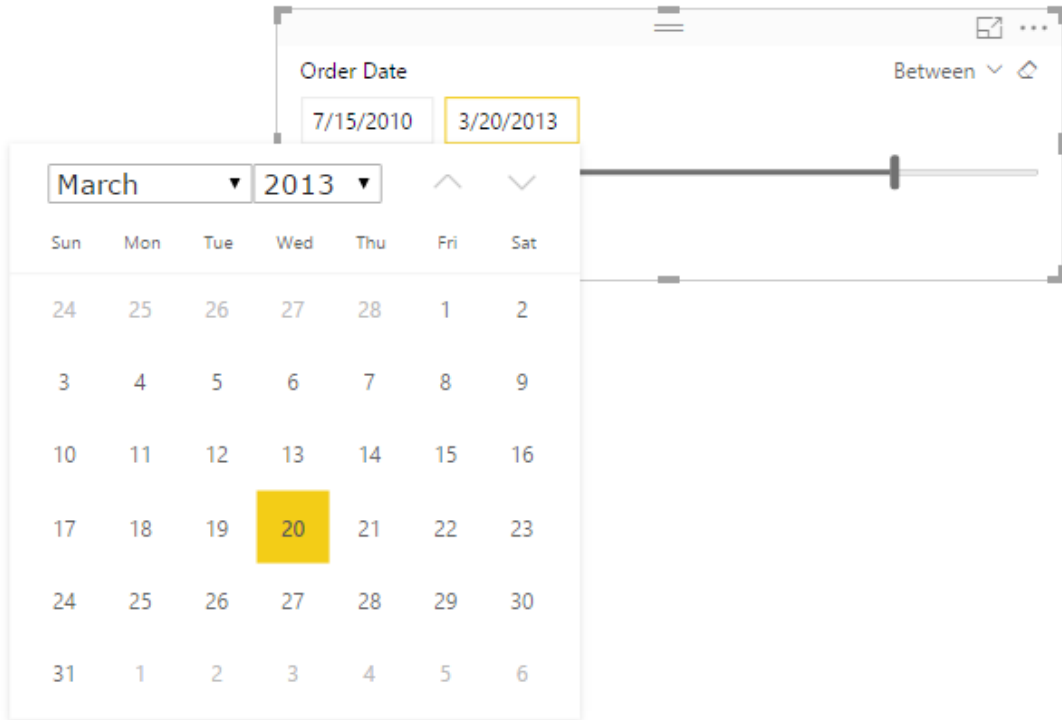 Order Date Between
7/15/2010 3/20/2013
March 2013
Sun Mon Tue Wed Thu Fri Sat
24 25 26 27 28 1 2
3 4 5 6 7 8 9
10 11 12 13 14 15 16
17 18 19 20 21 22 23
24 25 26 27 28 29 30
31 1 2 3 4 5 6